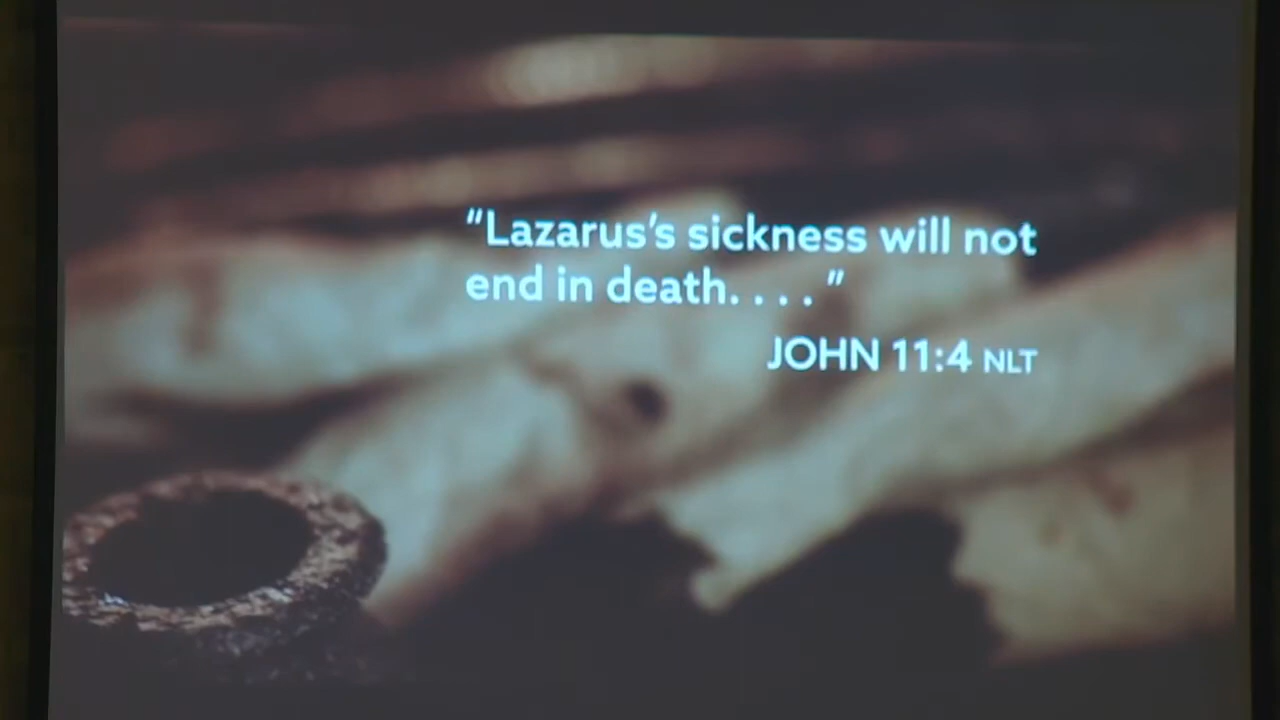 “Lazarus’s sickness will not
end in death. . . . ”
JOHN 11:4 NLT